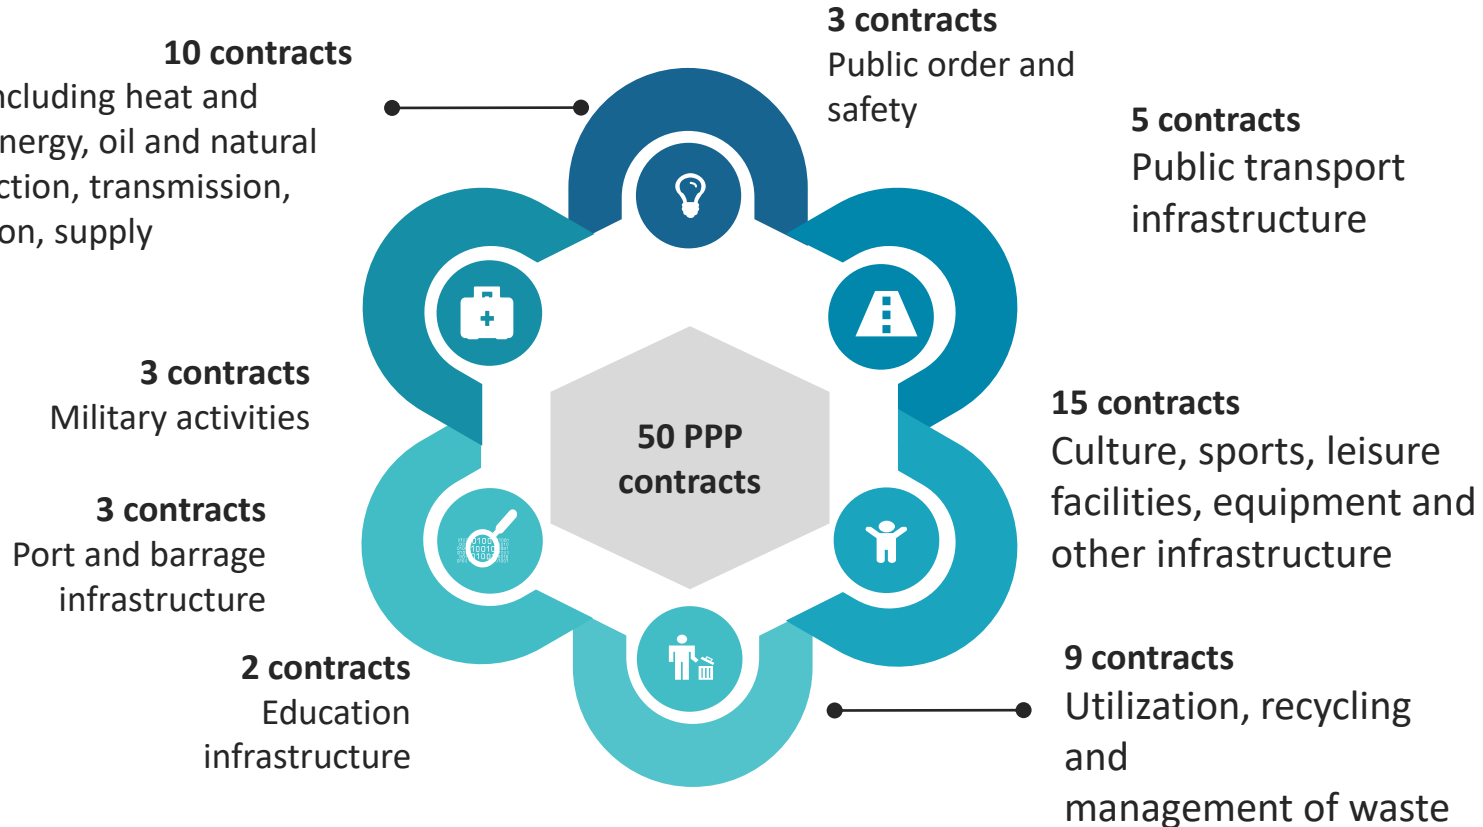 3 contracts
Public order and
safety
10 contracts
including heat and
energy, oil and natural
ction, transmission,
on, supply
5 contracts
Public transport
infrastructure
3 contracts
Military activities
50 PPP
contracts
15 contracts
Culture, sports, leisure
facilities, equipment and
other infrastructure
3 contracts
Port and barrage
infrastructure
2 contracts
Education
infrastructure
9 contracts
Utilization, recycling
and
management of waste